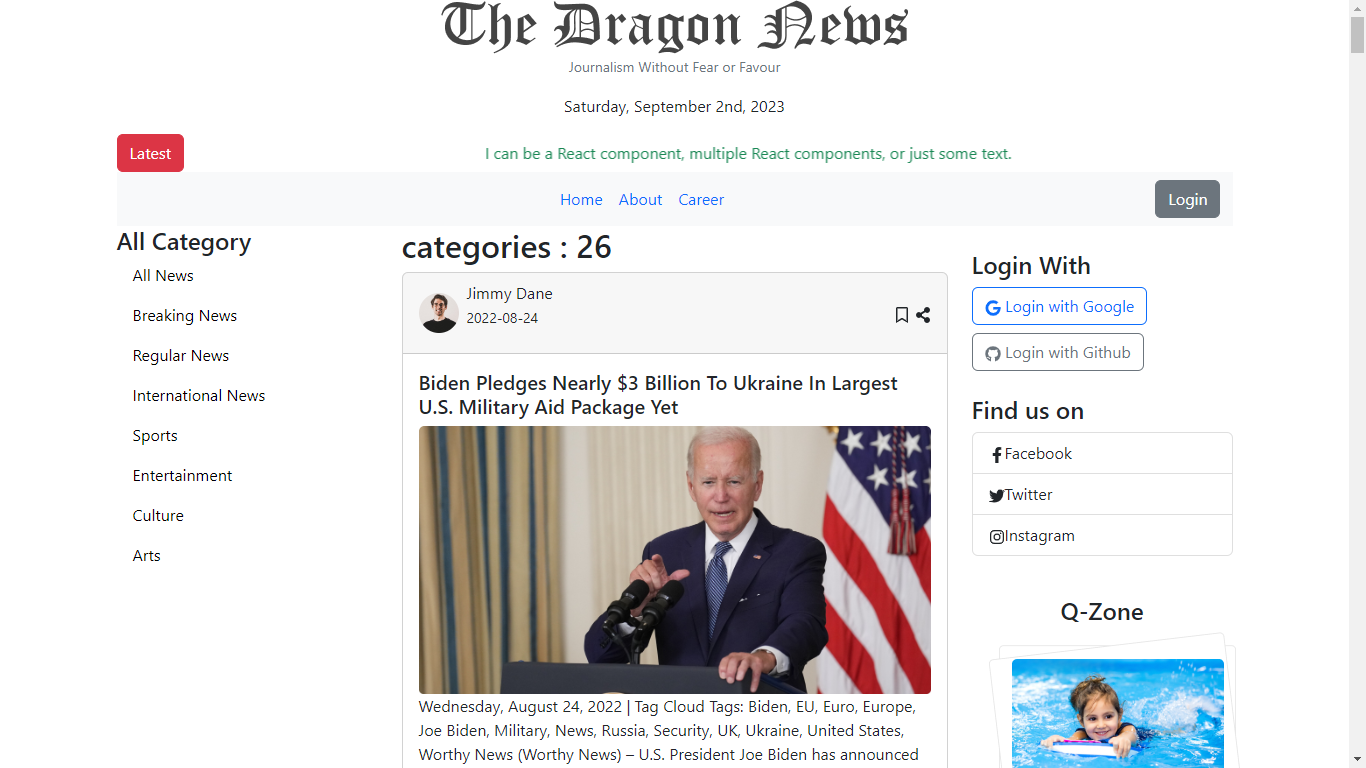 The Dragon News
Journalism Without Fear or Favour
Saturday, September 2nd, 2023
Latest
I can be a React component, multiple React components, or just some text.
Home About Career
Login
All Category
All News
Breaking News
Regular News
International News
Sports
Entertainment
Culture
Arts
categories : 26
Jimmy Dane
2022-08-24
Biden Pledges Nearly $3 Billion To Ukraine In Largest
U.S. Military Aid Package Yet
Wednesday, August 24, 2022 | Tag Cloud Tags: Biden, EU, Euro, Europe,
Joe Biden, Military, News, Russia, Security, UK, Ukraine, United States,
Worthy News (Worthy News) – U.S. President Joe Biden has announced
Login With
Login with Google
Login with Github
Find us on
Facebook
Twitter
Instagram
Q-Zone